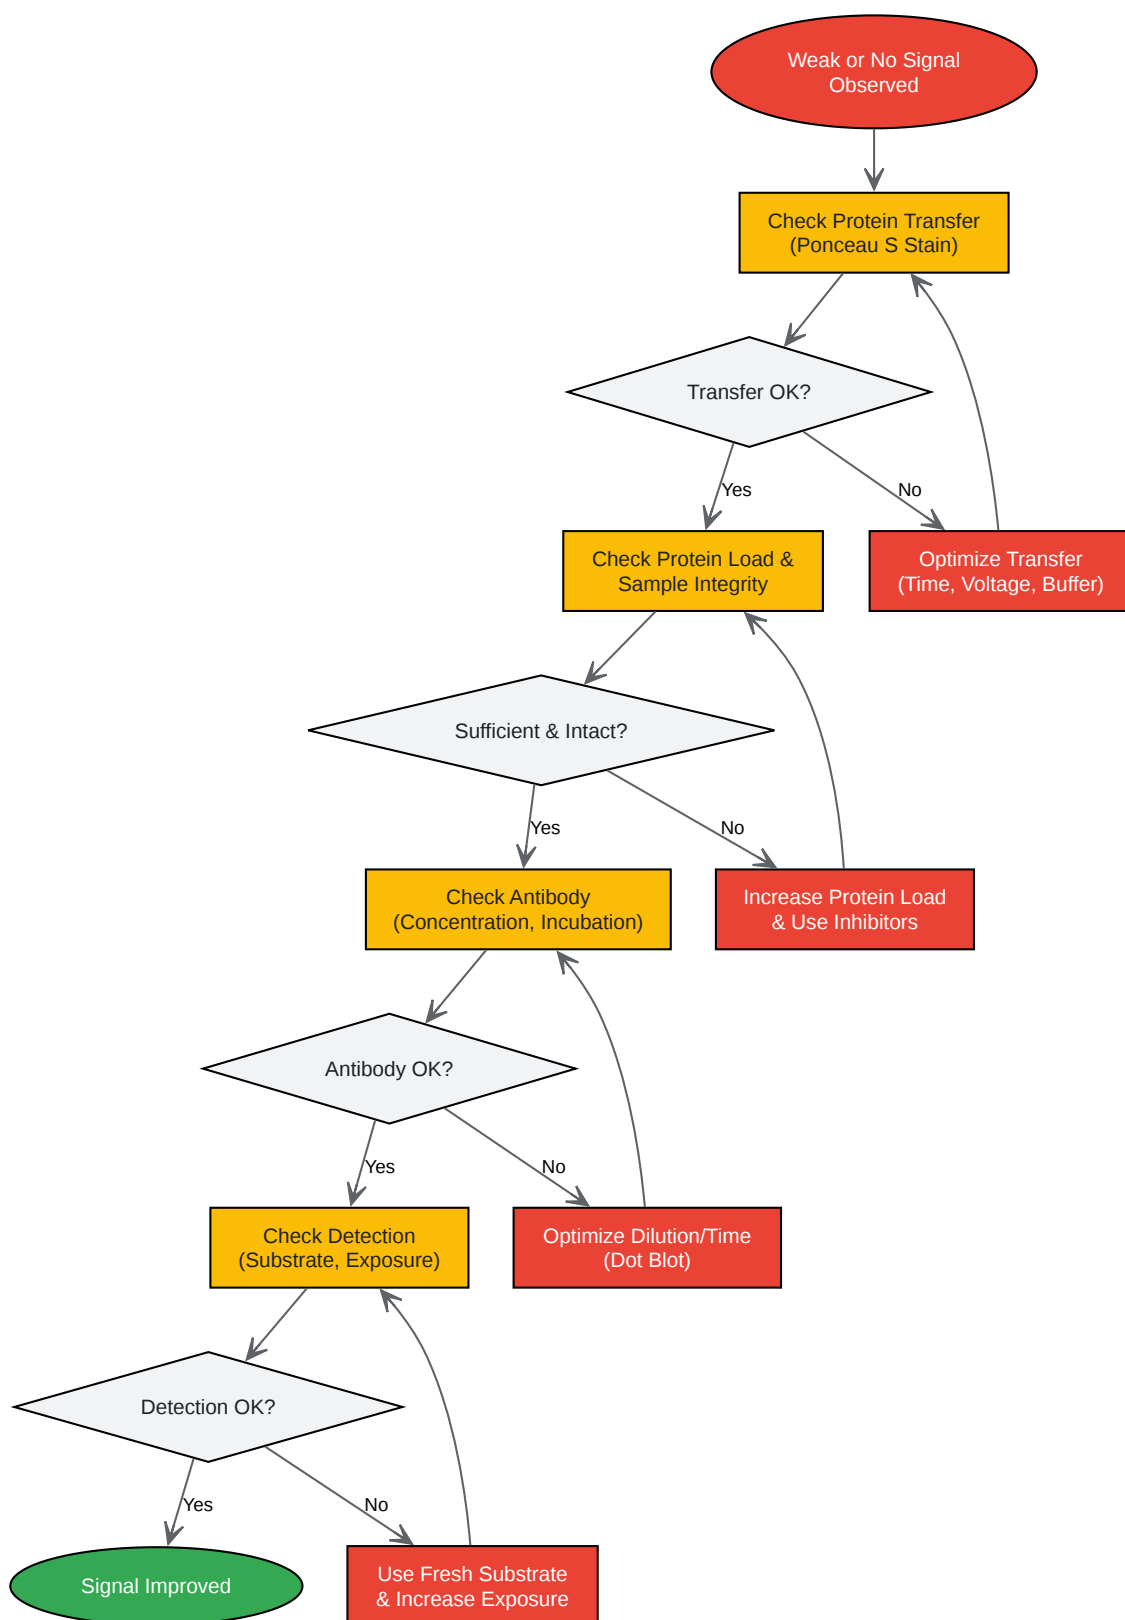 Weak or No Signal
Observed
Check Protein Transfer
(Ponceau S Stain)
Transfer OK?
Yes
No
Check Protein Load &
Sample Integrity
Optimize Transfer
(Time, Voltage, Buffer)
Sufficient & Intact?
Yes
No
Check Antibody
(Concentration, Incubation)
Increase Protein Load
& Use Inhibitors
Antibody OK?
Yes
No
Check Detection
(Substrate, Exposure)
Optimize Dilution/Time
(Dot Blot)
Detection OK?
Yes
No
Signal Improved
Use Fresh Substrate
& Increase Exposure